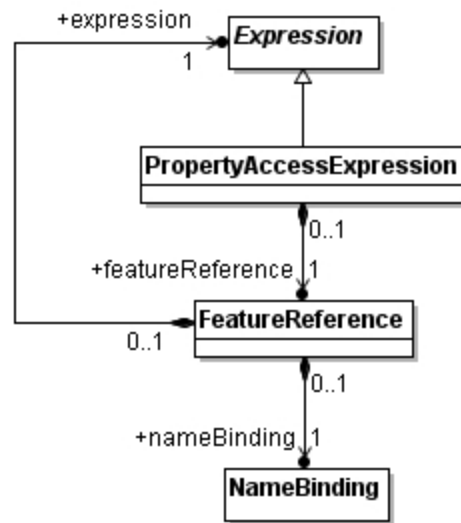 +expression
Expression
1
PropertyAccessExpression
0..1
+featureReference
1
FeatureReference
0..1
0..1
+nameBinding
1
NameBinding